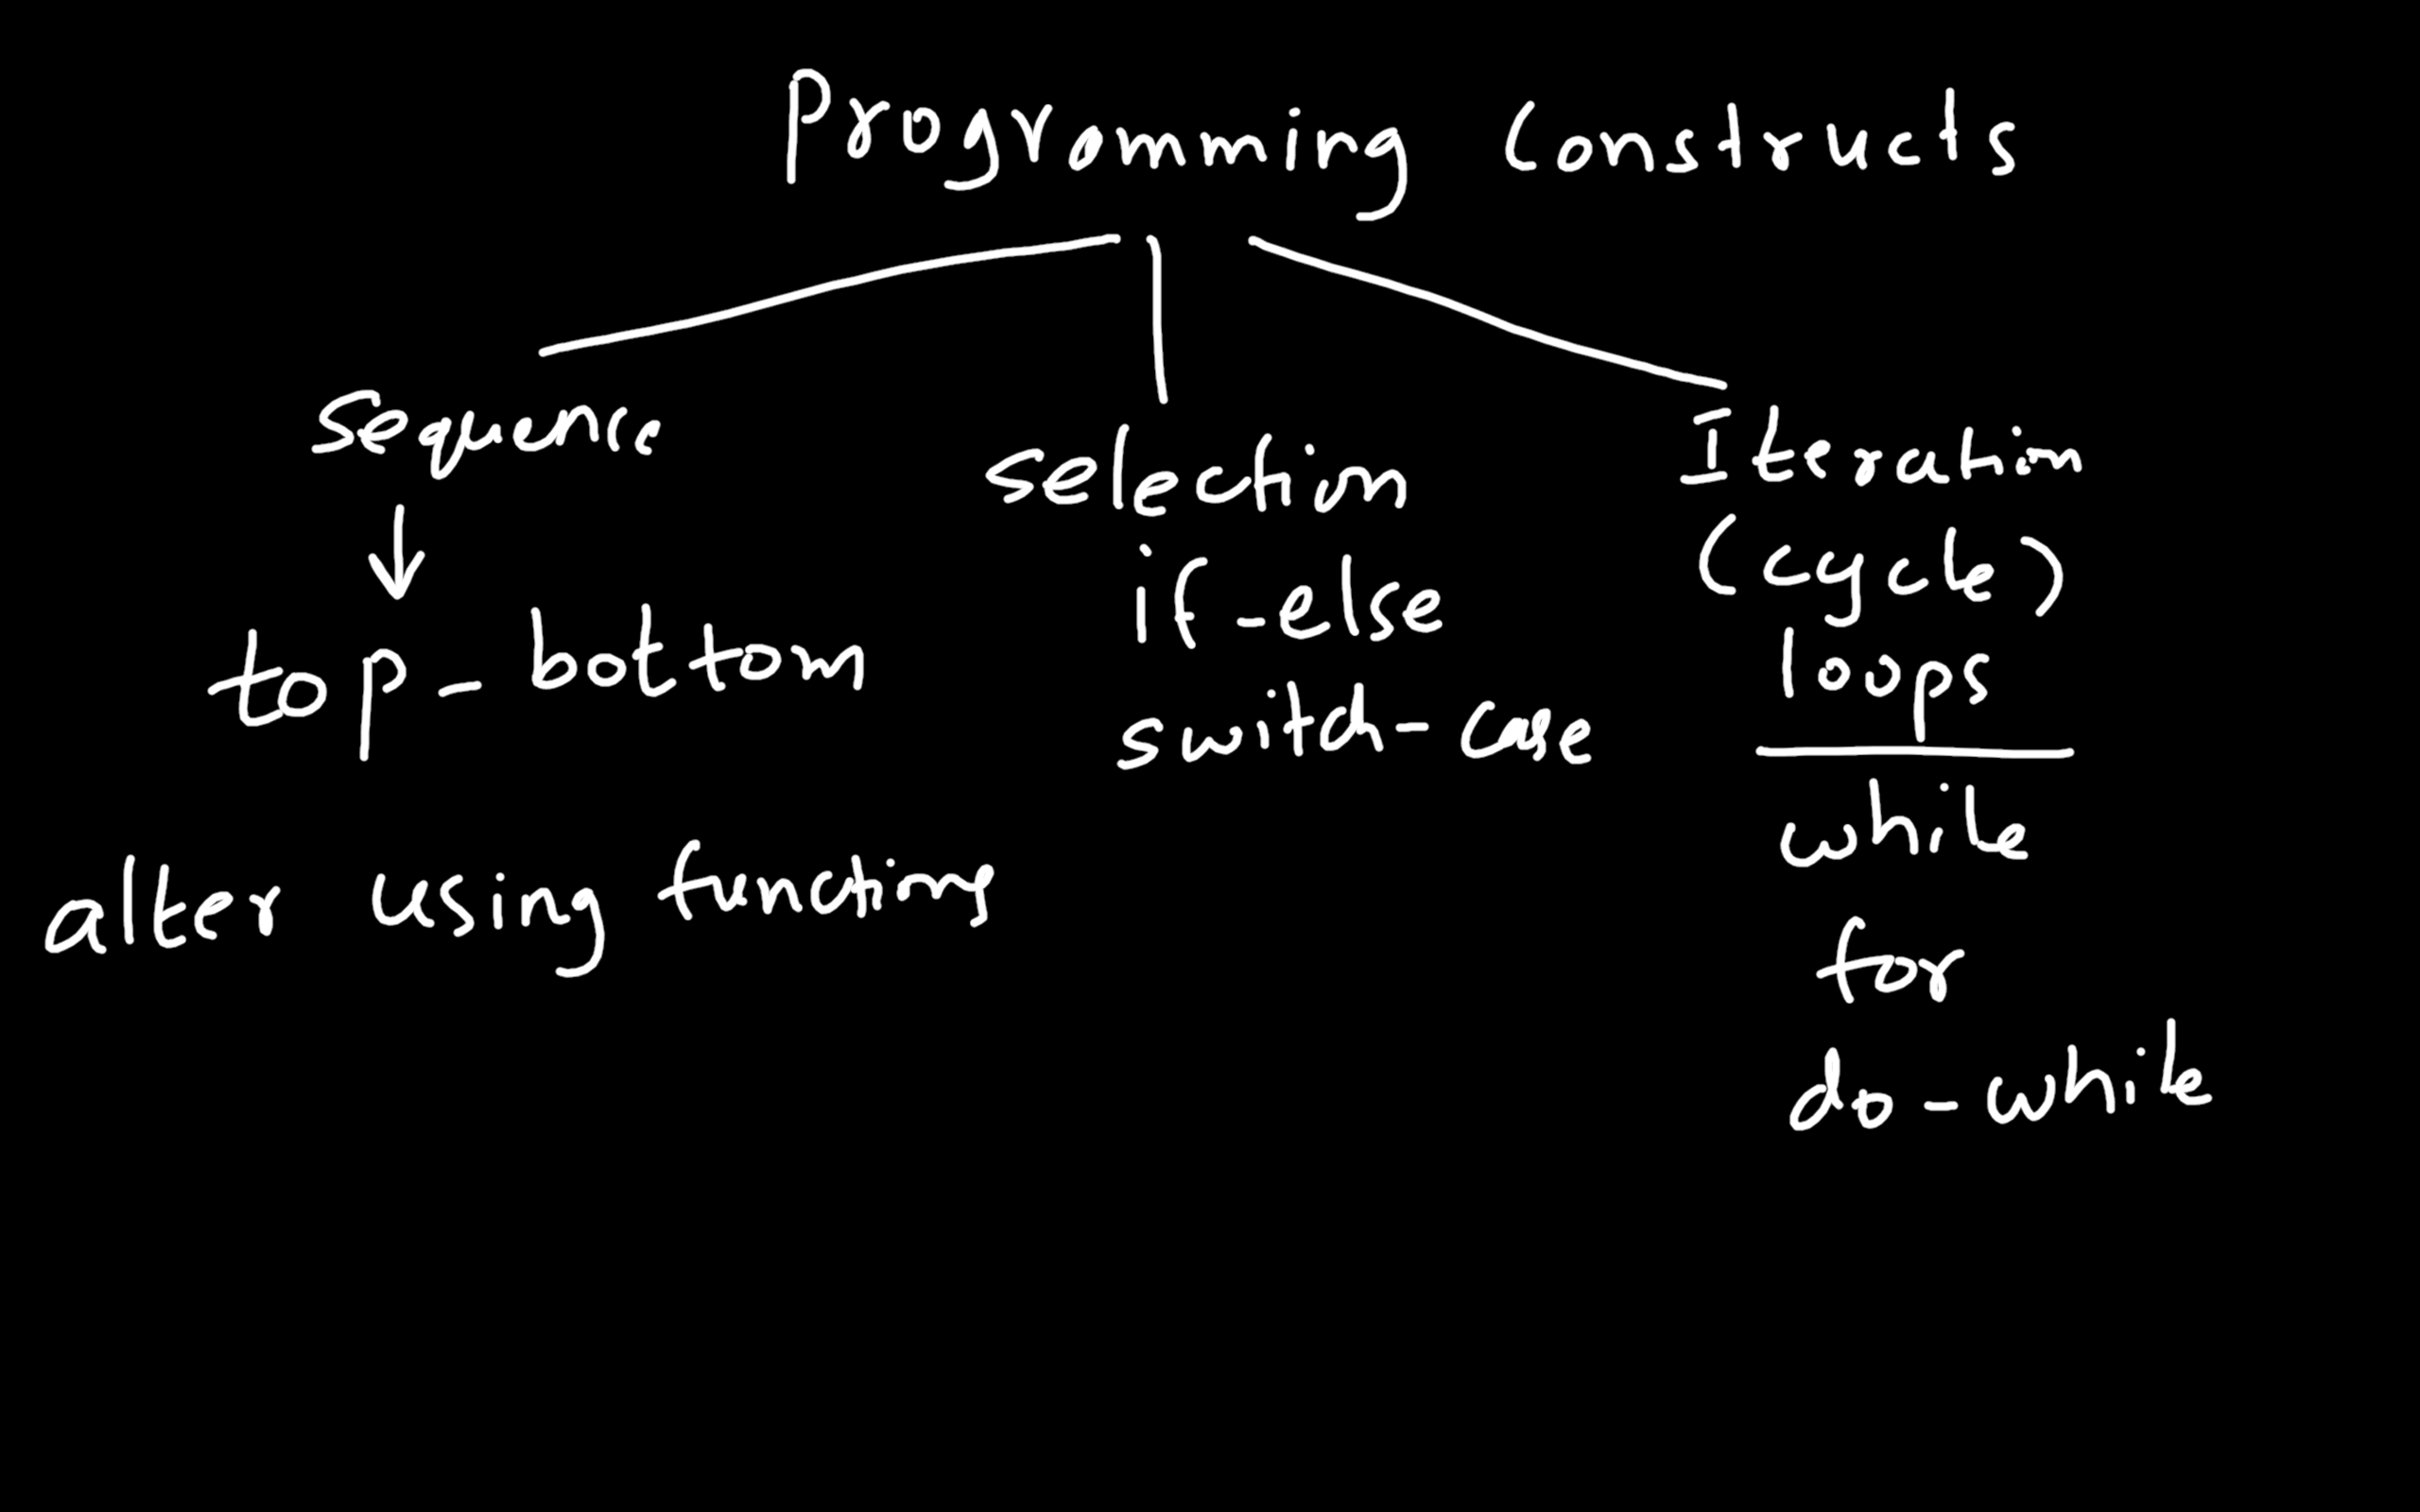 Programming Constructs
Sequence
top-bottom
alter using functions
selection
if-else
switch-case
Iteration
(cycle)
loops
while
for
do-while